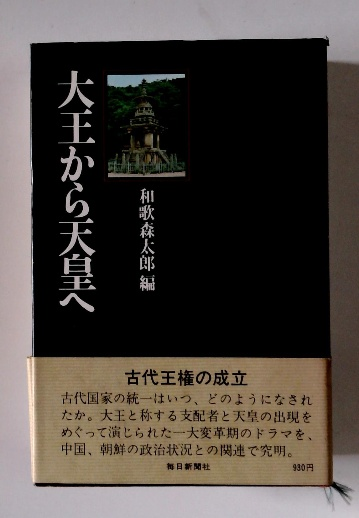 大王から天皇へ
和歌森太郎編
古代王権の成立
古代国家の統一はいつ、どのようになされ
たか。大王と称する支配者と天皇の出現を
めぐって演じられた一大変革期のドラマを、
中国、朝鮮の政治状況との関連で究明。
毎日新聞社
930円